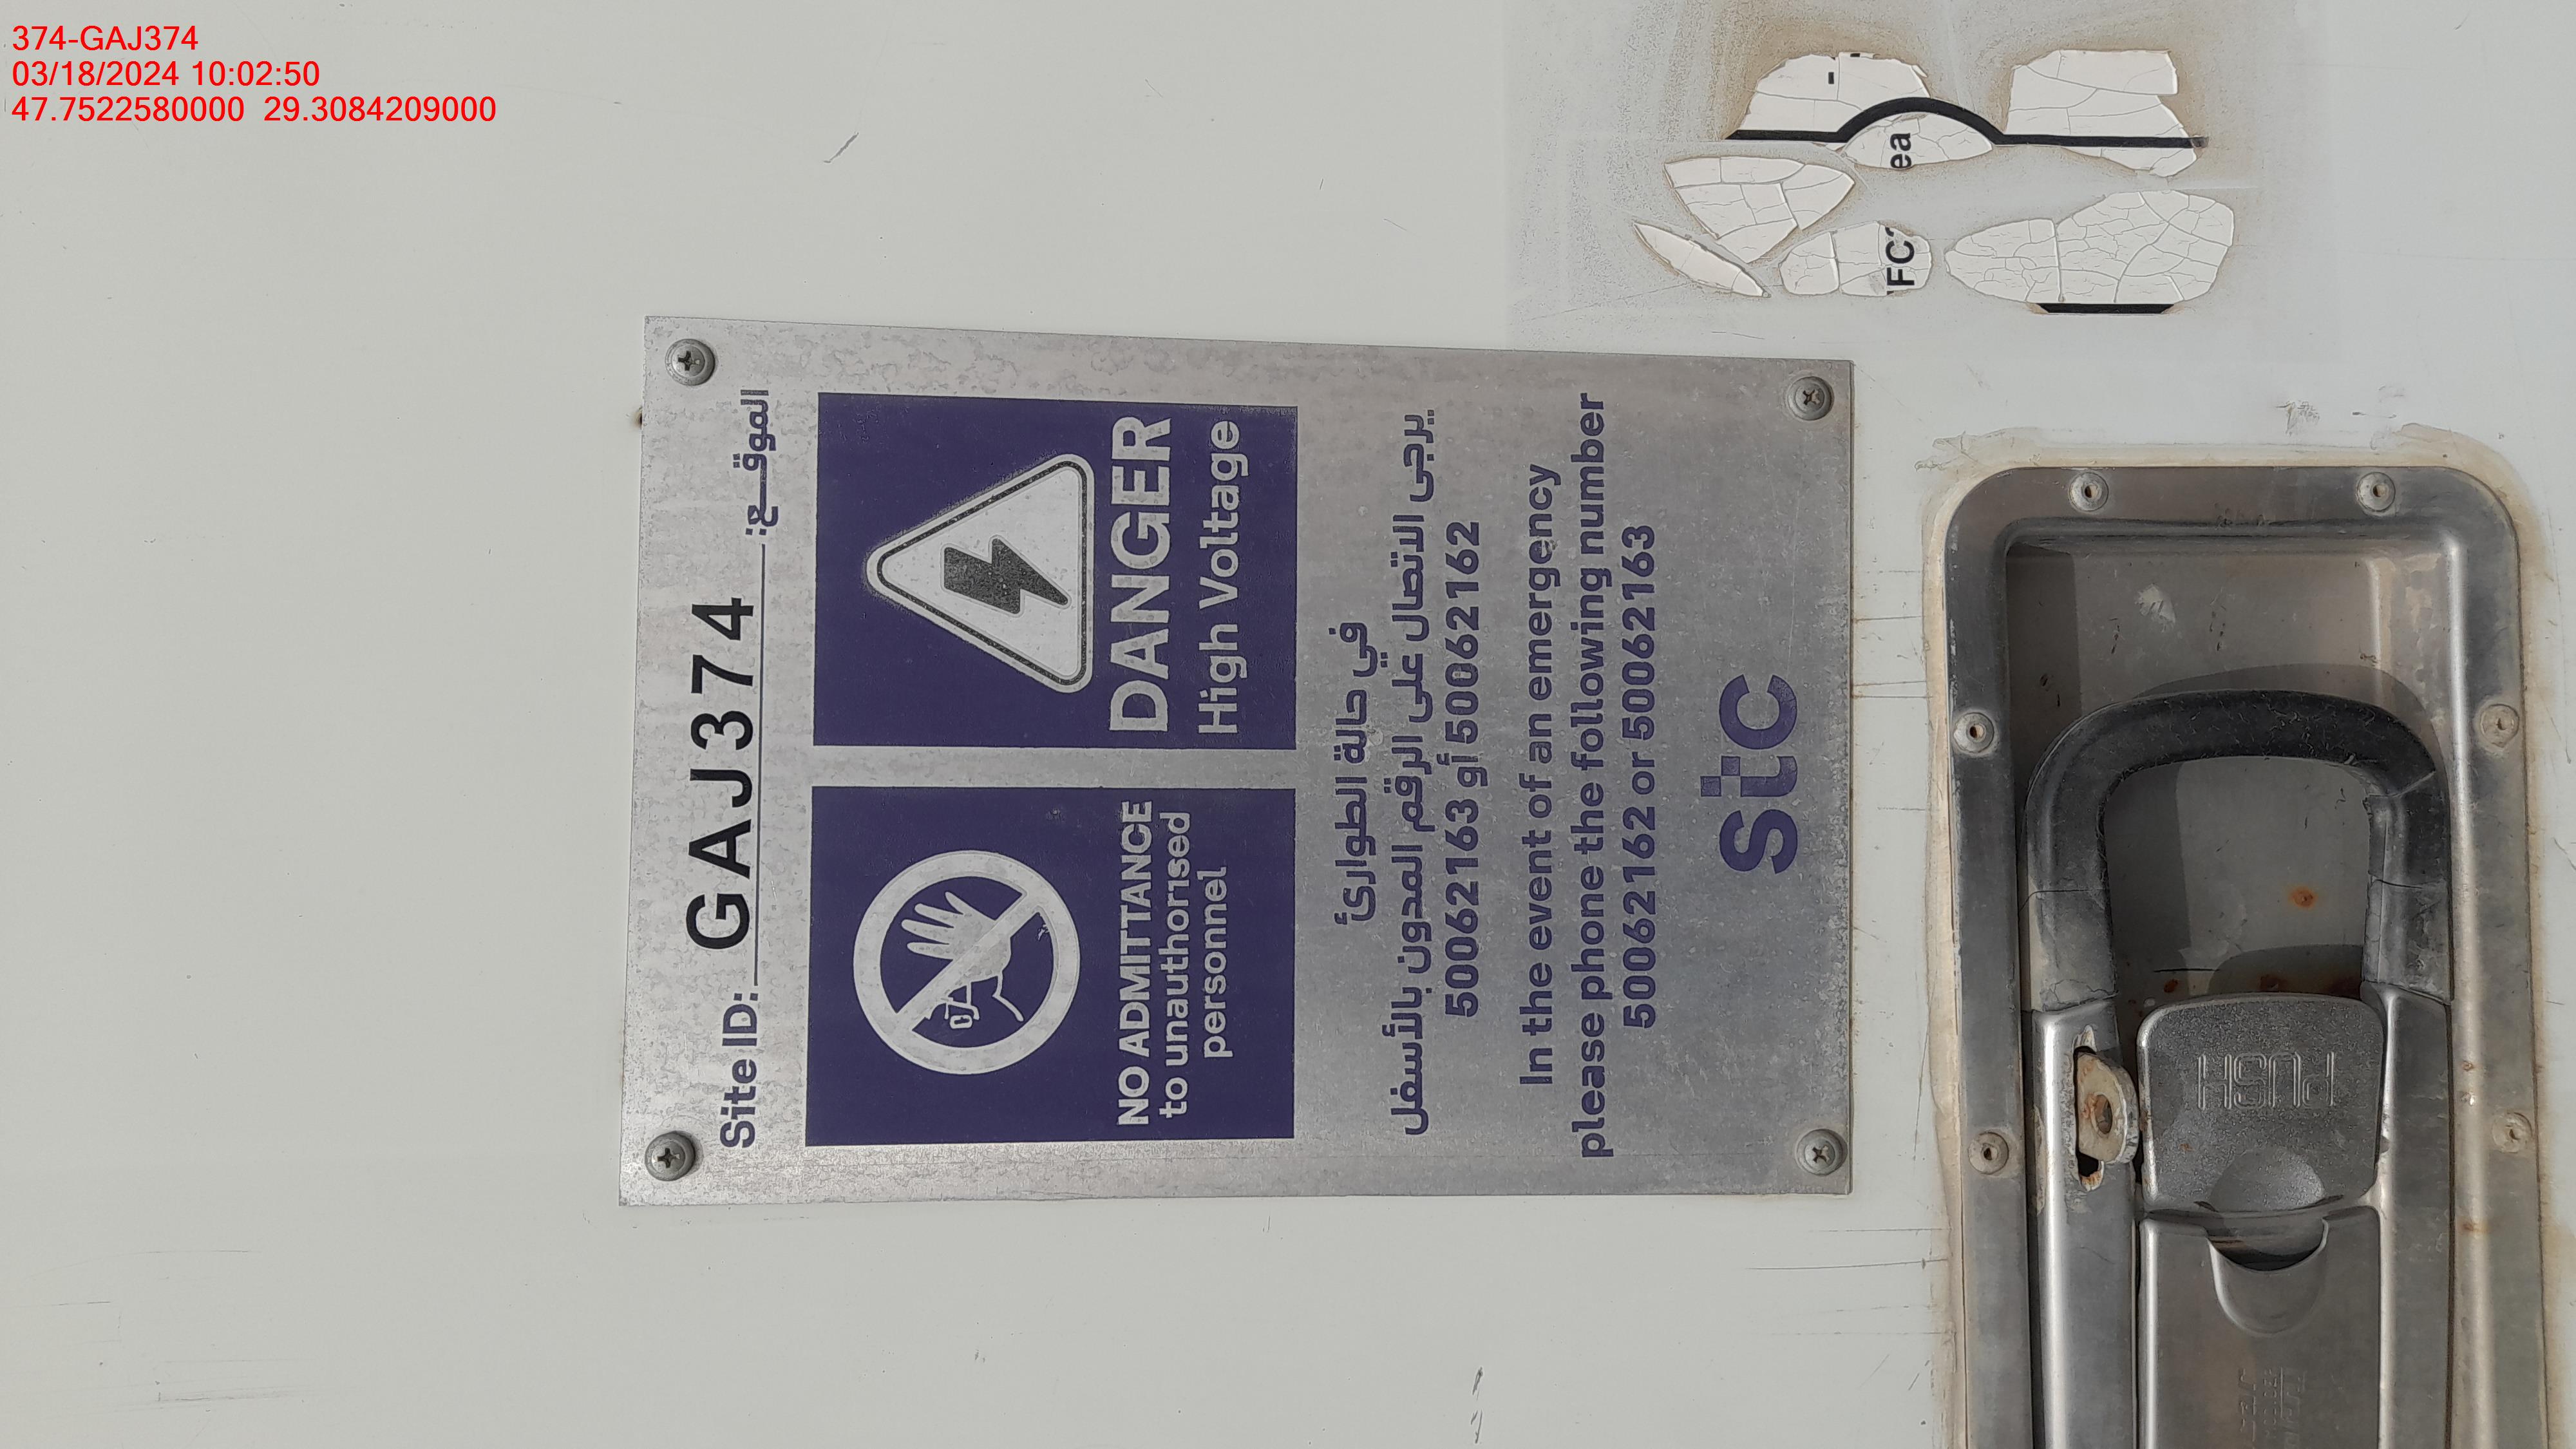 374-GAJ374
03/18/2024 10:02:50
47.7522580000 29.3084209000
Site ID: GAJ374 الموقع:
NO ADMITTANCE
to unauthorised
personnel
DANGER
High Voltage
في حالة الطوارئ
يرجى الاتصال على الرقم المدون بالأسفل
50062163 أو 50062162
In the event of an emergency
please phone the following number
50062162 or 50062163
stc
PUSH